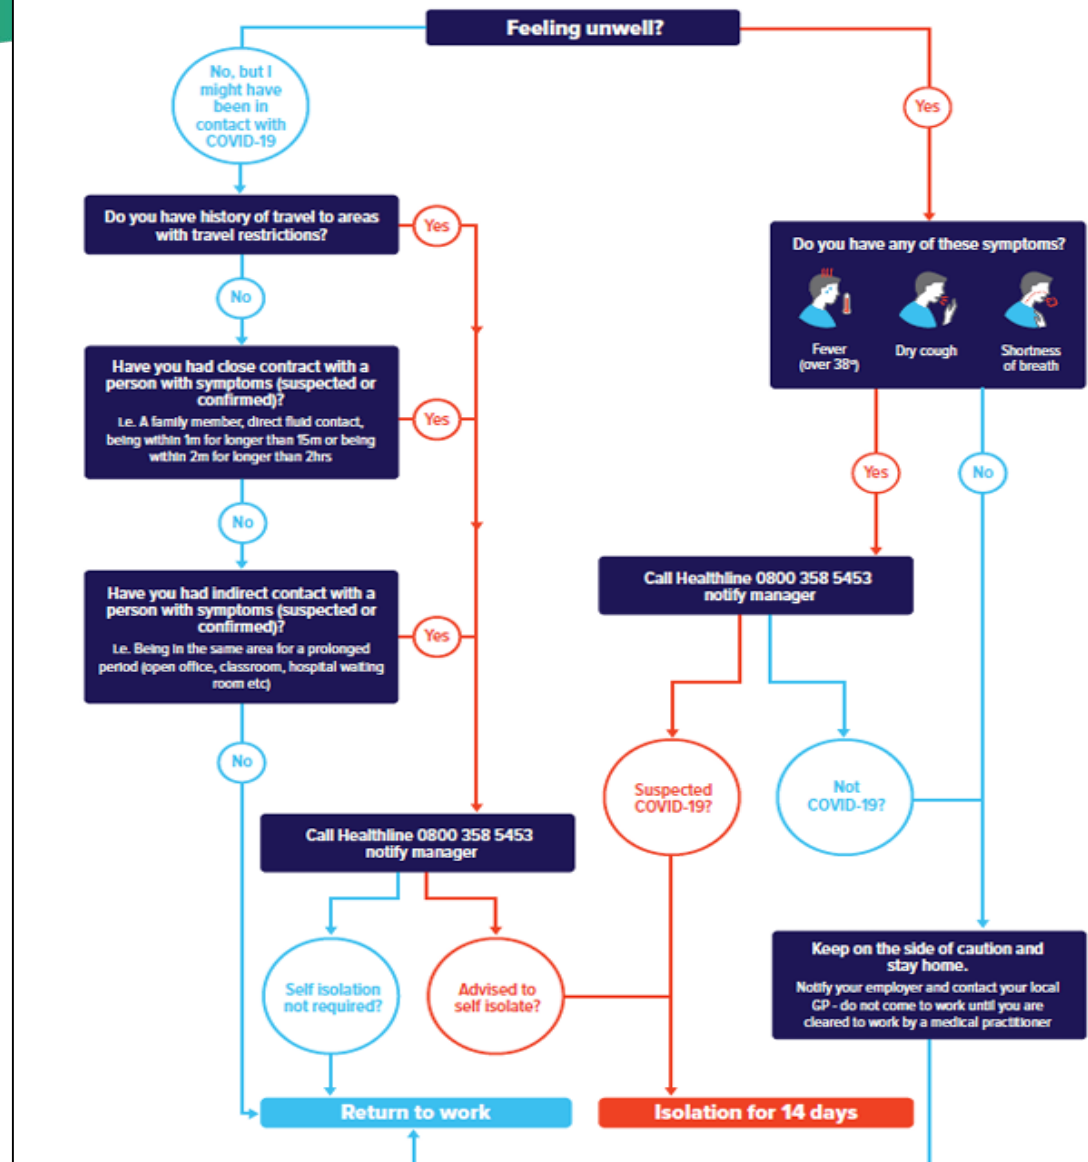 Feeling unwell?
No, but I
might have
been in
contact with
COVID-19
Yes
Do you have history of travel to areas
with travel restrictions?
Yes
No
Do you have any of these symptoms?
Fever
(over 38º)
Dry cough
Shortness
of breath
Have you had close contract with a
person with symptoms (suspected or
confirmed)?
i.e. A family member, direct fluid contact,
being within 1m for longer than 15m or being
within 2m for longer than 2hrs
Yes
No
Yes
No
Call Healthline 0800 358 5453
notify manager
Have you had indirect contact with a
person with symptoms (suspected or
confirmed)?
i.e. Being in the same area for a prolonged
period (open office, classroom, hospital waiting
room etc)
Yes
No
Suspected
COVID-19?
Not
COVID-19?
Call Healthline 0800 358 5453
notify manager
Self isolation
not required?
Advised to
self isolate?
Keep on the side of caution and
stay home.
Notify your employer and contact your local
GP - do not come to work until you are
cleared to work by a medical practitioner
Return to work
Isolation for 14 days